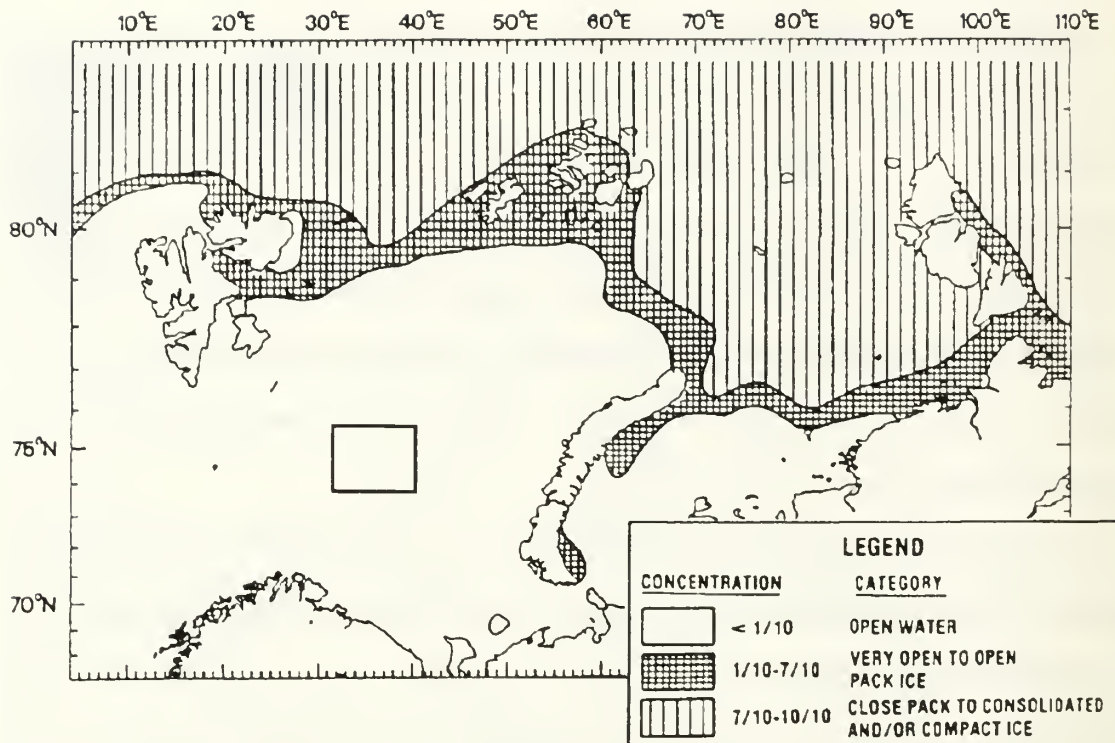 10°E 20°E 30°E 40°E 50°E 60°E 70°E 80°E 90°E 100°E 110°E
80°N
75°N
70°N
LEGEND
CONCENTRATION CATEGORY
< 1/10 OPEN WATER
1/10-7/10 VERY OPEN TO OPEN
PACK ICE
7/10-10/10 CLOSE PACK TO CONSOLIDATED
AND/OR COMPACT ICE